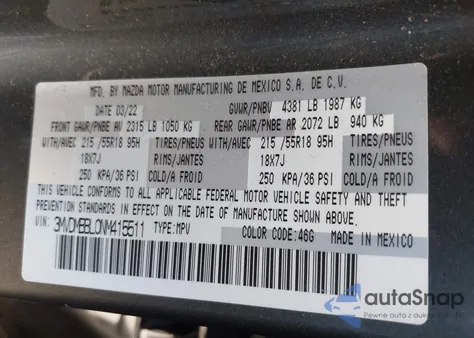 MFD. BY MAZDA MOTOR MANUFACTURING DE MEXICO S.A. DE C.V.
DATE 03/22 GVWR/PNBV 4381 LB 1987 KG
FRONT GAWR/PNBE AV 2315 LB 1050 KG REAR GAWR/PNBE AR 2072 LB 940 KG
WITH/AVEC 215 /55R18 95H TIRES/PNEUS WITH/AVEC 215 /55R18 95H TIRES/PNEUS
18X7J RIMS/JANTES 18X7J RIMS/JANTES
250 KPA/36 PSI COLD/A FROID 250 KPA/36 PSI COLD/A FROID
THIS VEHICLE CONFORMS TO ALL APPLICABLE FEDERAL MOTOR VEHICLE SAFETY AND THEFT
PREVENTION STANDARDS IN EFFECT ON THE DATE OF MANUFACTURE SHOWN ABOVE.
VIN: 3MVDMBBL0NM415511 TYPE: MPV COLOR CODE: 46G MADE IN MEXICO
autoSnap
Pewne auta z aukcji